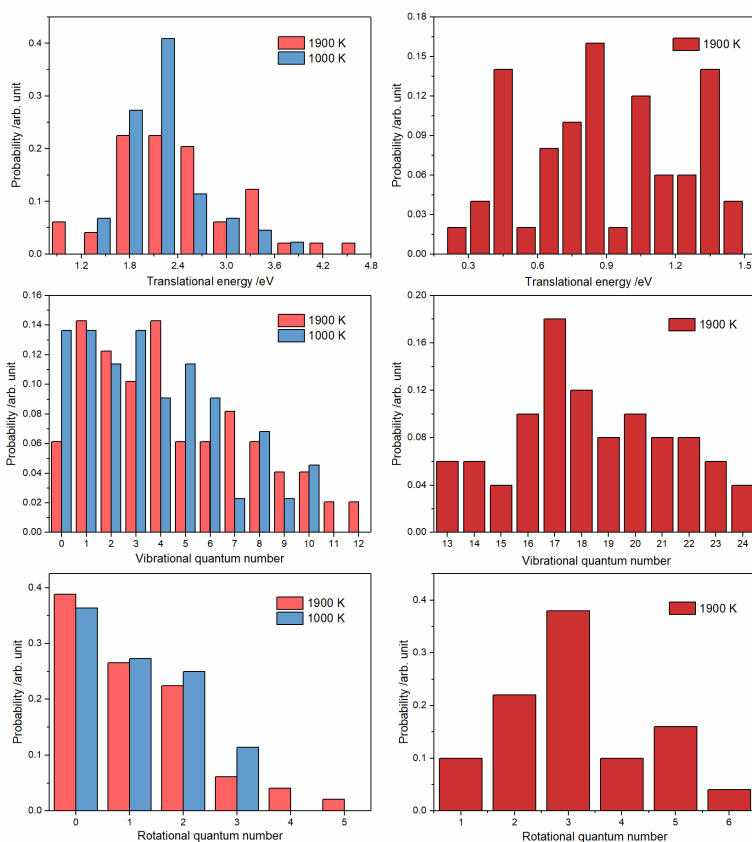 0.4
0.3
0.2
0.1
0.0
Probability /arb. unit
1900 K
1000 K
1.2 1.8 2.4 3.0 3.6 4.2 4.8
Translational energy /eV
0.18
0.15
0.12
0.09
0.06
0.03
0.00
Probability /arb. unit
1900 K
0.3 0.6 0.9 1.2 1.5
Translational energy /eV
0.16
0.14
0.12
0.10
0.08
0.06
0.04
0.02
0.00
Probability /arb. unit
1900 K
1000 K
0 1 2 3 4 5 6 7 8 9 10 11 12
Vibrational quantum number
0.20
0.16
0.12
0.08
0.04
0.00
Probability /arb. unit
1900 K
13 14 15 16 17 18 19 20 21 22 23 24
Vibrational quantum number
0.4
0.3
0.2
0.1
0.0
Probability /arb. unit
1900 K
1000 K
0 1 2 3 4 5
Rotational quantum number
0.4
0.3
0.2
0.1
0.0
Probability /arb. unit
1900 K
1 2 3 4 5 6
Rotational quantum number